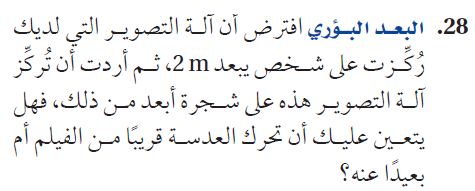 28. البعد البؤري افترض أن آلة التصوير التي لديك
رُكِّزت على شخص يبعد 2 m، ثم أردت أن تُركِّز
آلة التصوير هذه على شجرة أبعد من ذلك، فهل
يتعين عليك أن تحرك العدسة قريبًا من الفيلم أم
بعيدًا عنه؟